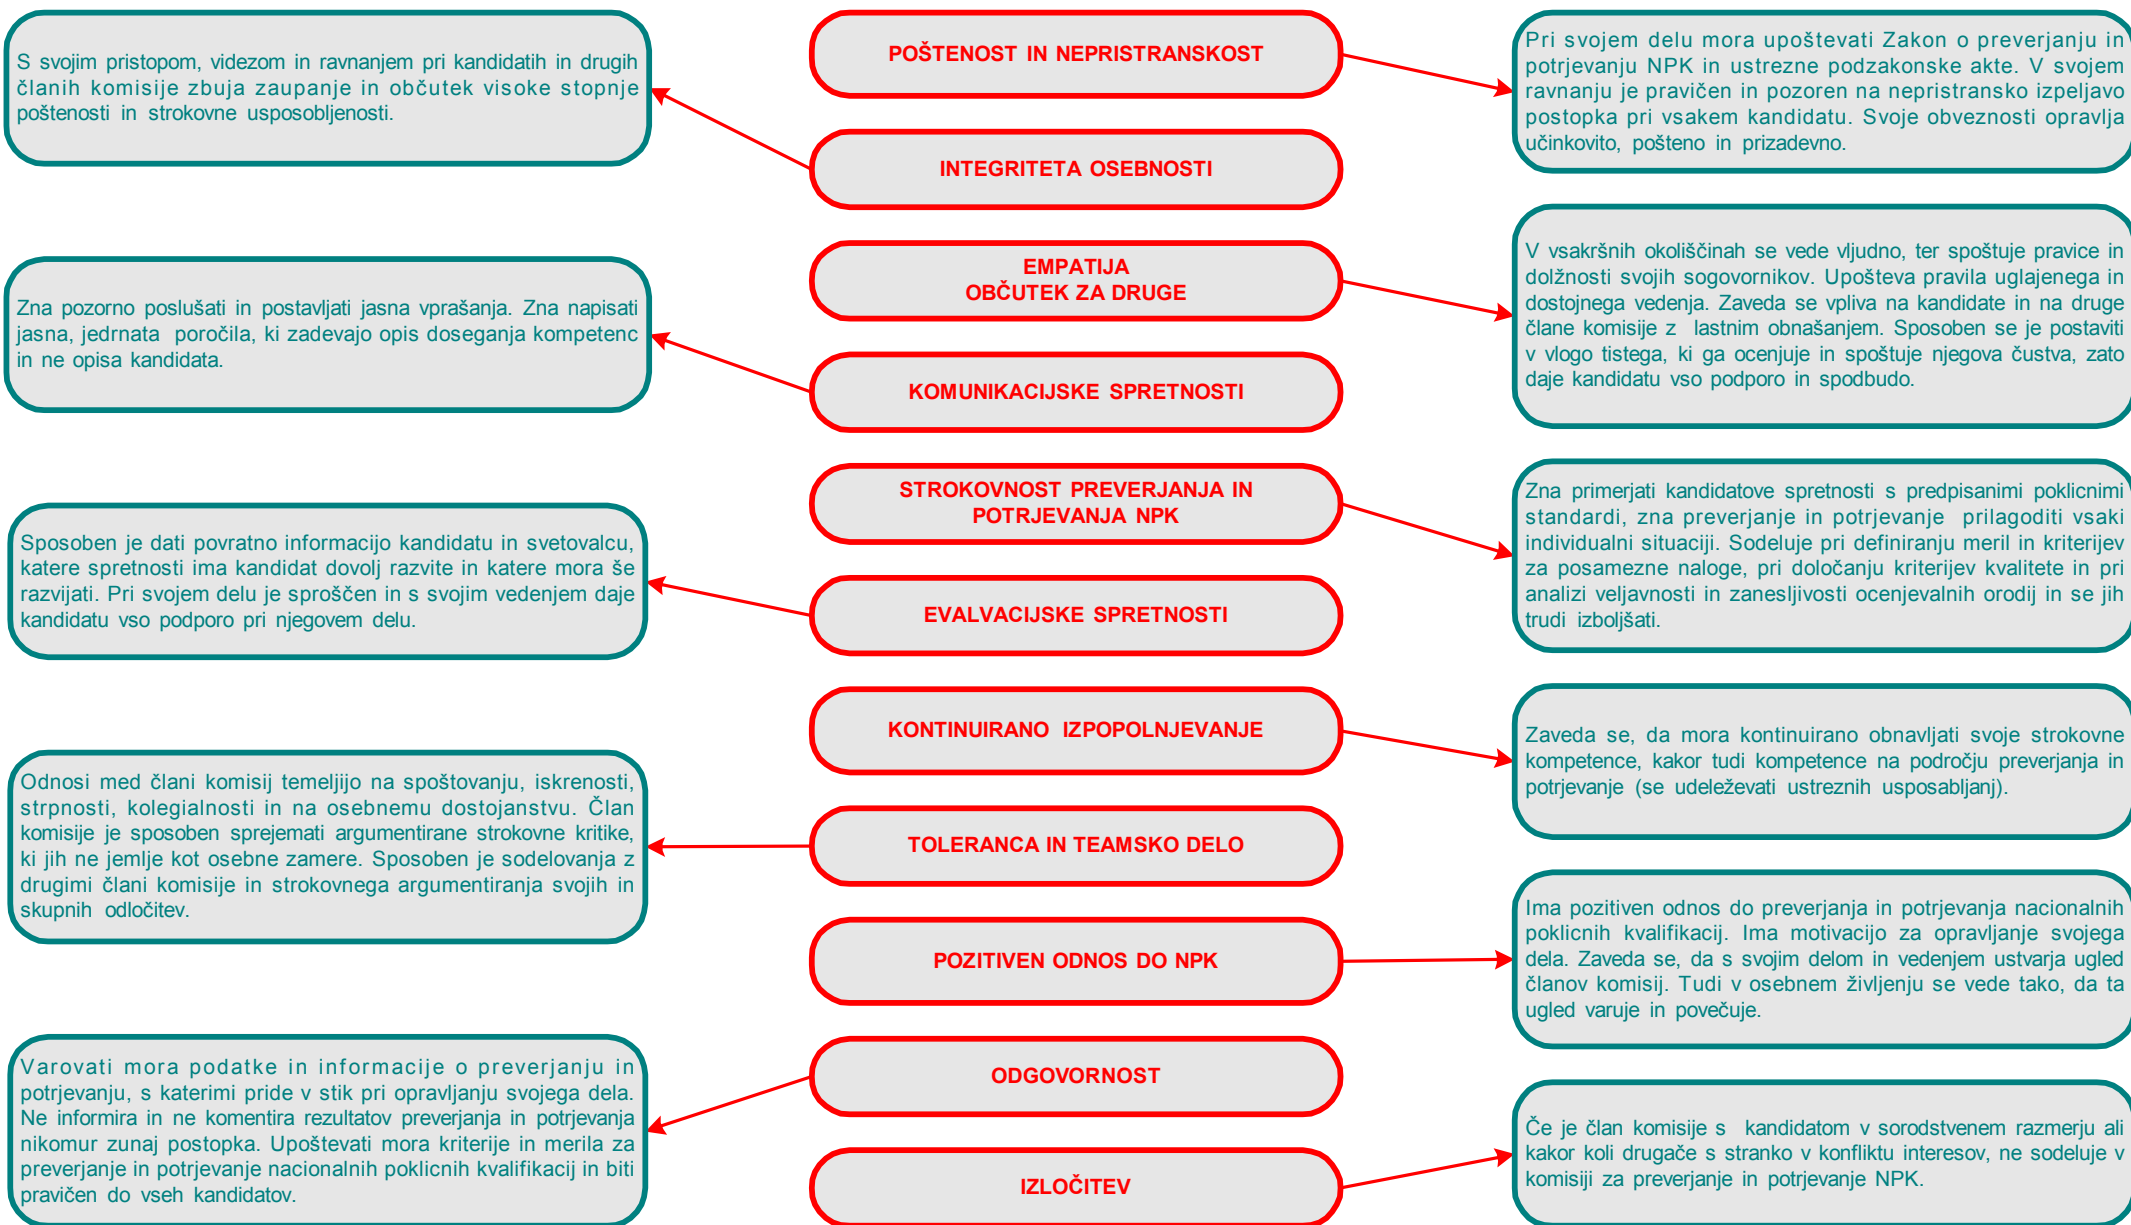 S svojim pristopom, videzom in ravnanjem pri kandidatih in drugih
članih komisije zbuja zaupanje in občutek visoke stopnje
poštenosti in strokovne usposobljenosti.
Zna pozorno poslušati in postavljati jasna vprašanja. Zna napisati
jasna, jedrnata poročila, ki zadevajo opis doseganja kompetenc
in ne opisa kandidata.
Sposoben je dati povratno informacijo kandidatu in svetovalcu,
katere spretnosti ima kandidat dovolj razvite in katere mora še
razvijati. Pri svojem delu je sproščen in s svojim vedenjem daje
kandidatu vso podporo pri njegovem delu.
Odnosi med člani komisij temeljijo na spoštovanju, iskrenosti,
strpnosti, kolegialnosti in na osebnemu dostojanstvu. Član
komisije je sposoben sprejemati argumentirane strokovne kritike,
ki jih ne jemlje kot osebne zamere. Sposoben je sodelovanja z
drugimi člani komisije in strokovnega argumentiranja svojih in
skupnih odločitev.
Varovati mora podatke in informacije o preverjanju in
potrjevanju, s katerimi pride v stik pri opravljanju svojega dela.
Ne informira in ne komentira rezultatov preverjanja in potrjevanja
nikomur zunaj postopka. Upoštevati mora kriterije in merila za
preverjanje in potrjevanje nacionalnih poklicnih kvalifikacij in biti
pravičen do vseh kandidatov.
POŠTENOST IN NEPRISTRANSKOST
INTEGRITETA OSEBNOSTI
EMPATIJA
OBČUTEK ZA DRUGE
KOMUNIKACIJSKE SPRETNOSTI
STROKOVNOST PREVERJANJA IN
POTRJEVANJA NPK
EVALVACIJSKE SPRETNOSTI
KONTINUIRANO IZPOPOLNJEVANJE
TOLERANCA IN TEAMSKO DELO
POZITIVEN ODNOS DO NPK
ODGOVORNOST
IZLOČITEV
Pri svojem delu mora upoštevati Zakon o preverjanju in
potrjevanju NPK in ustrezne podzakonske akte. V svojem
ravnanju je pravičen in pozoren na nepristransko izpeljavo
postopka pri vsakem kandidatu. Svoje obveznosti opravlja
učinkovito, pošteno in prizadevno.
V vsakršnih okoliščinah se vede vljudno, ter spoštuje pravice in
dolžnosti svojih sogovornikov. Upošteva pravila uglajenega in
dostojnega vedenja. Zaveda se vpliva na kandidate in na druge
člane komisije z lastnim obnašanjem. Sposoben se je postaviti
v vlogo tistega, ki ga ocenjuje in spoštuje njegova čustva, zato
daje kandidatu vso podporo in spodbudo.
Zna primerjati kandidatove spretnosti s predpisanimi poklicnimi
standardi, zna preverjanje in potrjevanje prilagoditi vsaki
individualni situaciji. Sodeluje pri definiranju meril in kriterijev
za posamezne naloge, pri določanju kriterijev kvalitete in pri
analizi veljavnosti in zanesljivosti ocenjevalnih orodij in se jih
trudi izboljšati.
Zaveda se, da mora kontinuirano obnavljati svoje strokovne
kompetence, kakor tudi kompetence na področju preverjanja in
potrjevanje (se udeleževati ustreznih usposabljanj).
Ima pozitiven odnos do preverjanja in potrjevanja nacionalnih
poklicnih kvalifikacij. Ima motivacijo za opravljanje svojega
dela. Zaveda se, da s svojim delom in vedenjem ustvarja ugled
članov komisij. Tudi v osebnem življenju se vede tako, da ta
ugled varuje in povečuje.
Če je član komisije s kandidatom v sorodstvenem razmerju ali
kakor koli drugače s stranko v konfliktu interesov, ne sodeluje v
komisiji za preverjanje in potrjevanje NPK.